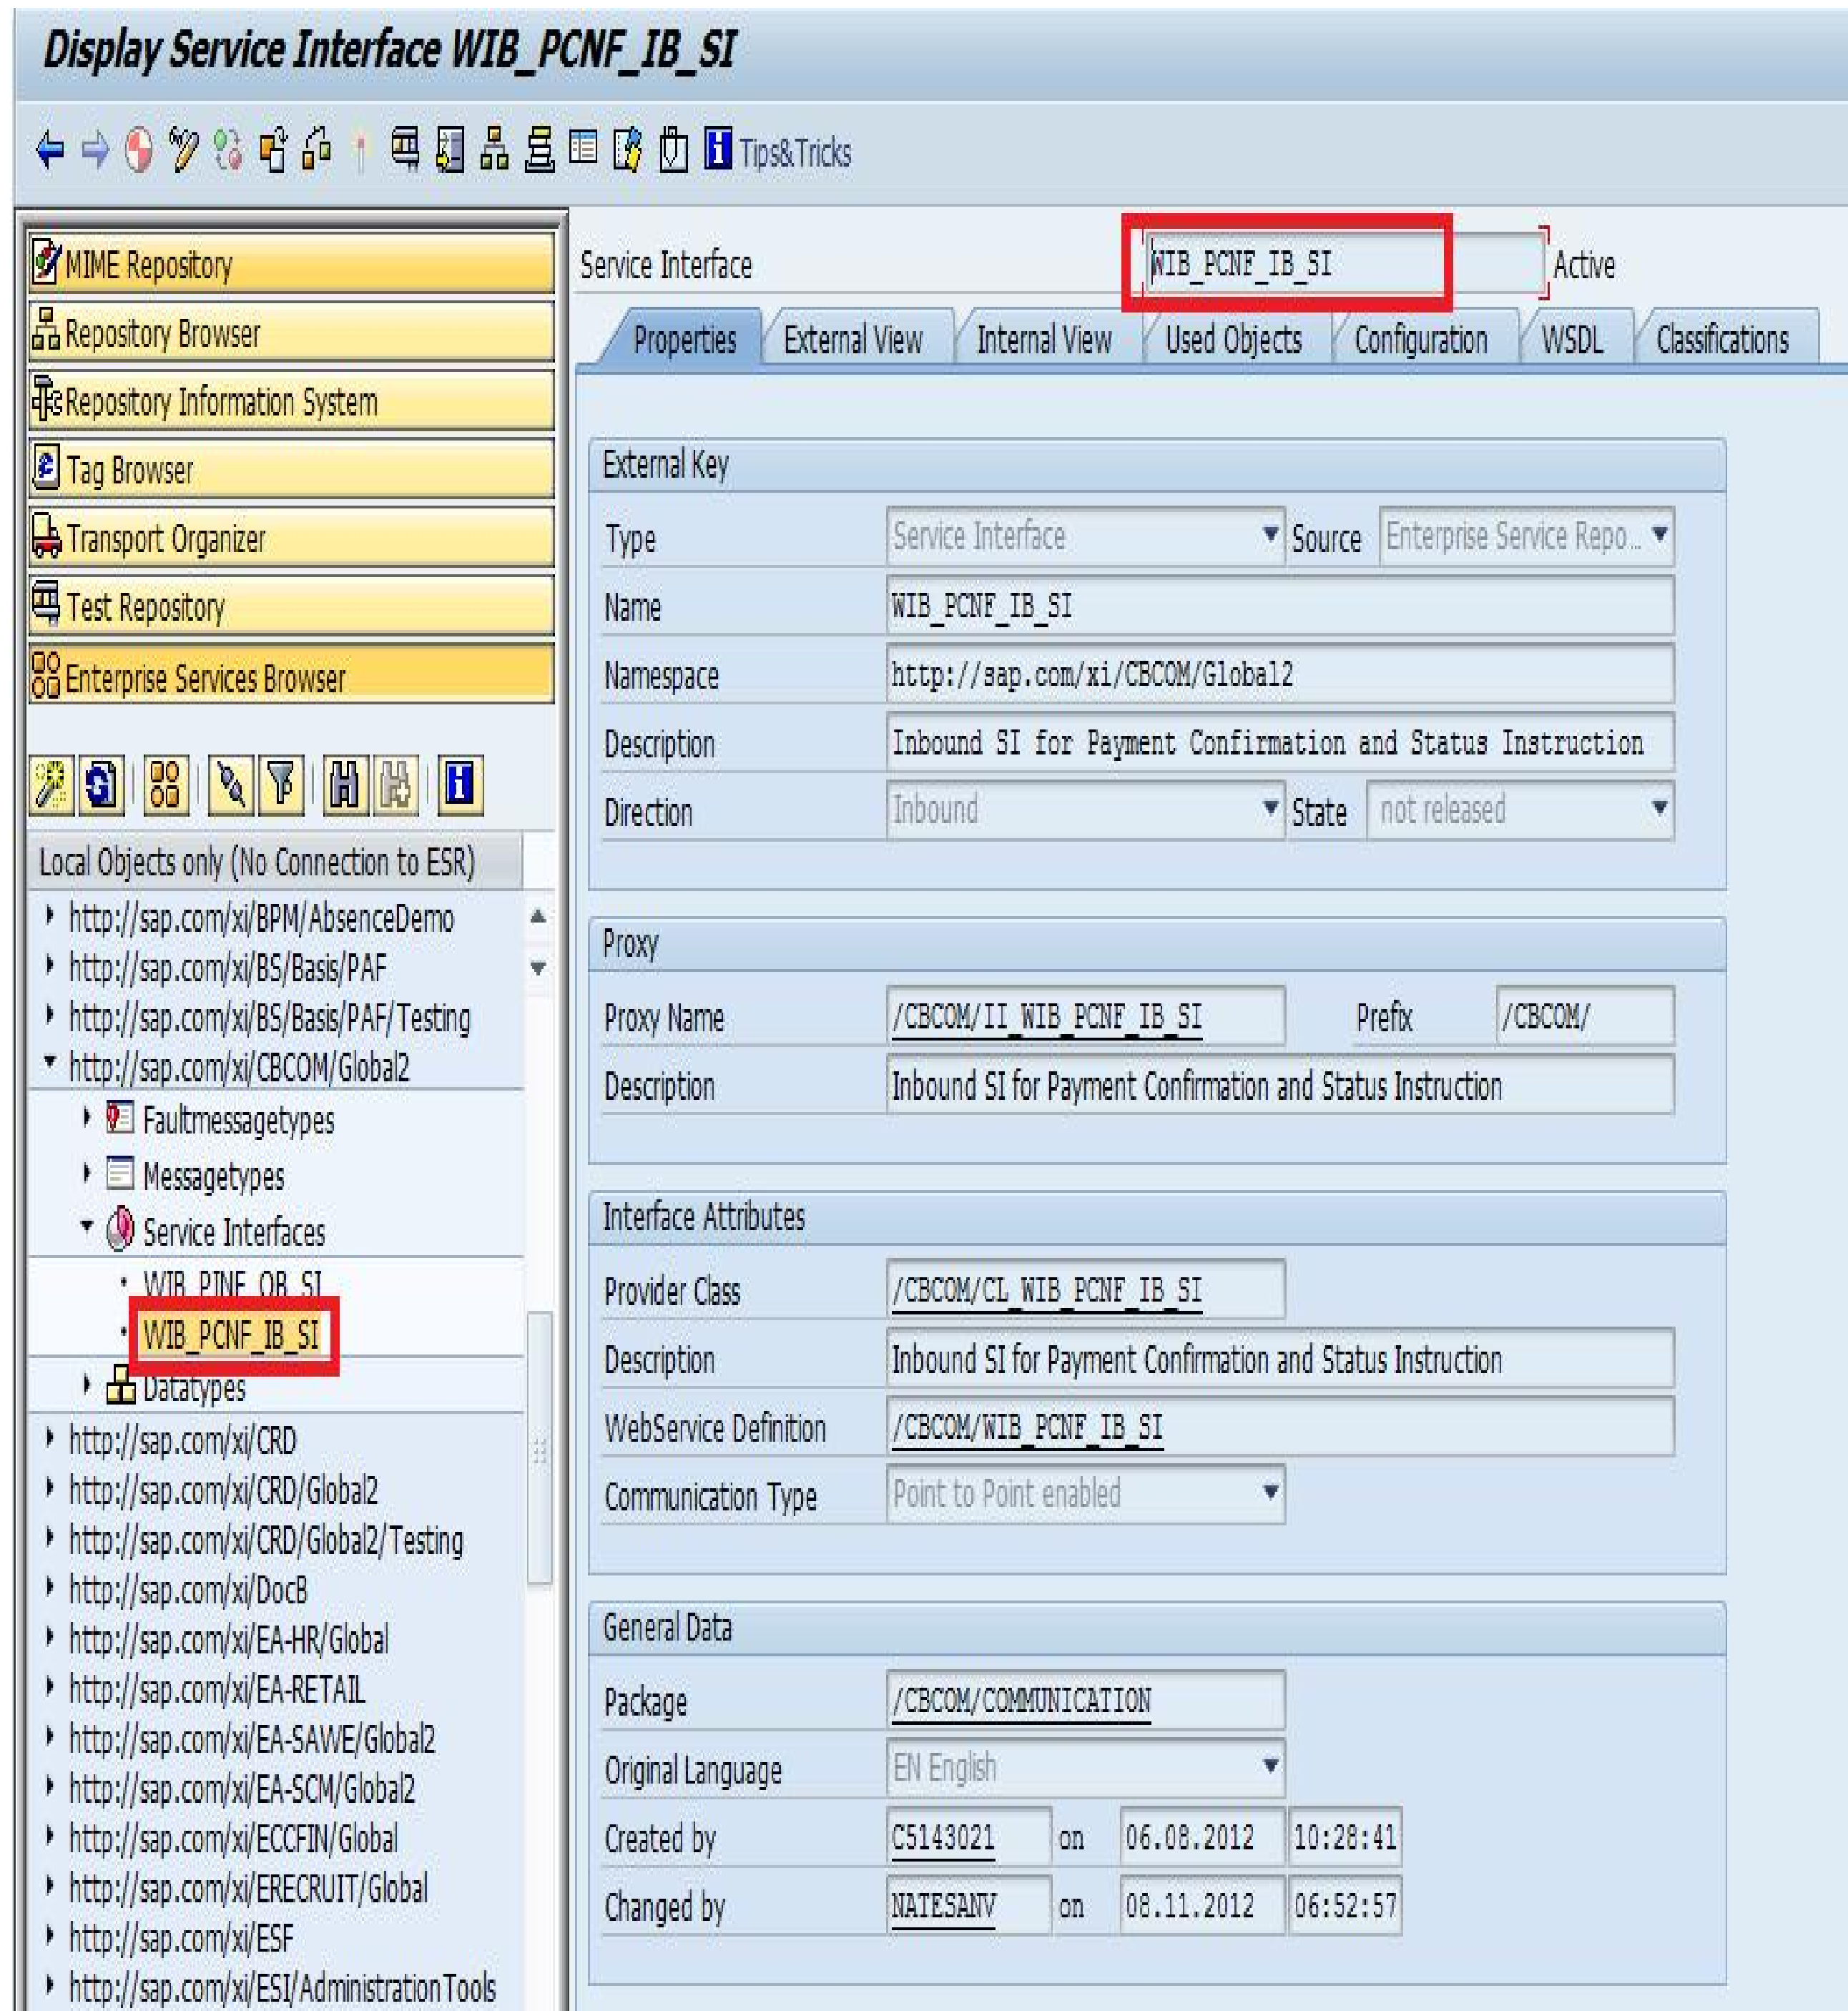 Display Service Interface WIB_PCNF_IB_SI
Tips&Tricks
MIME Repository
Repository Browser
Repository Information System
Tag Browser
Transport Organizer
Test Repository
Enterprise Services Browser
Local Objects only (No Connection to ESR)
http://sap.com/xi/BPM/AbsenceDemo
http://sap.com/xi/BS/Basis/PAF
http://sap.com/xi/BS/Basis/PAF/Testing
http://sap.com/xi/CBCOM/Global2
Faultmessagetypes
Messagetypes
Service Interfaces
WIB_PINF_OB_SI
WIB_PCNF_IB_SI
Datatypes
http://sap.com/xi/CRD
http://sap.com/xi/CRD/Global2
http://sap.com/xi/CRD/Global2/Testing
http://sap.com/xi/DocB
http://sap.com/xi/EA-HR/Global
http://sap.com/xi/EA-RETAIL
http://sap.com/xi/EA-SAWE/Global2
http://sap.com/xi/EA-SCM/Global2
http://sap.com/xi/ECCFIN/Global
http://sap.com/xi/ERECRUIT/Global
http://sap.com/xi/ESF
http://sap.com/xi/ESI/AdministrationTools
Service Interface WIB_PCNF_IB_SI Active
Properties External View Internal View Used Objects Configuration WSDL Classifications
External Key
Type Service Interface Source Enterprise Service Repo...
Name WIB_PCNF_IB_SI
Namespace http://sap.com/xi/CBCOM/Global2
Description Inbound SI for Payment Confirmation and Status Instruction
Direction Inbound State not released
Proxy
Proxy Name /CBCOM/II_WIB_PCNF_IB_SI Prefix /CBCOM/
Description Inbound SI for Payment Confirmation and Status Instruction
Interface Attributes
Provider Class /CBCOM/CL_WIB_PCNF_IB_SI
Description Inbound SI for Payment Confirmation and Status Instruction
WebService Definition /CBCOM/WIB_PCNF_IB_SI
Communication Type Point to Point enabled
General Data
Package /CBCOM/COMMUNICATION
Original Language EN English
Created by C5143021 on 06.08.2012 10:28:41
Changed by NATESANV on 08.11.2012 06:52:57